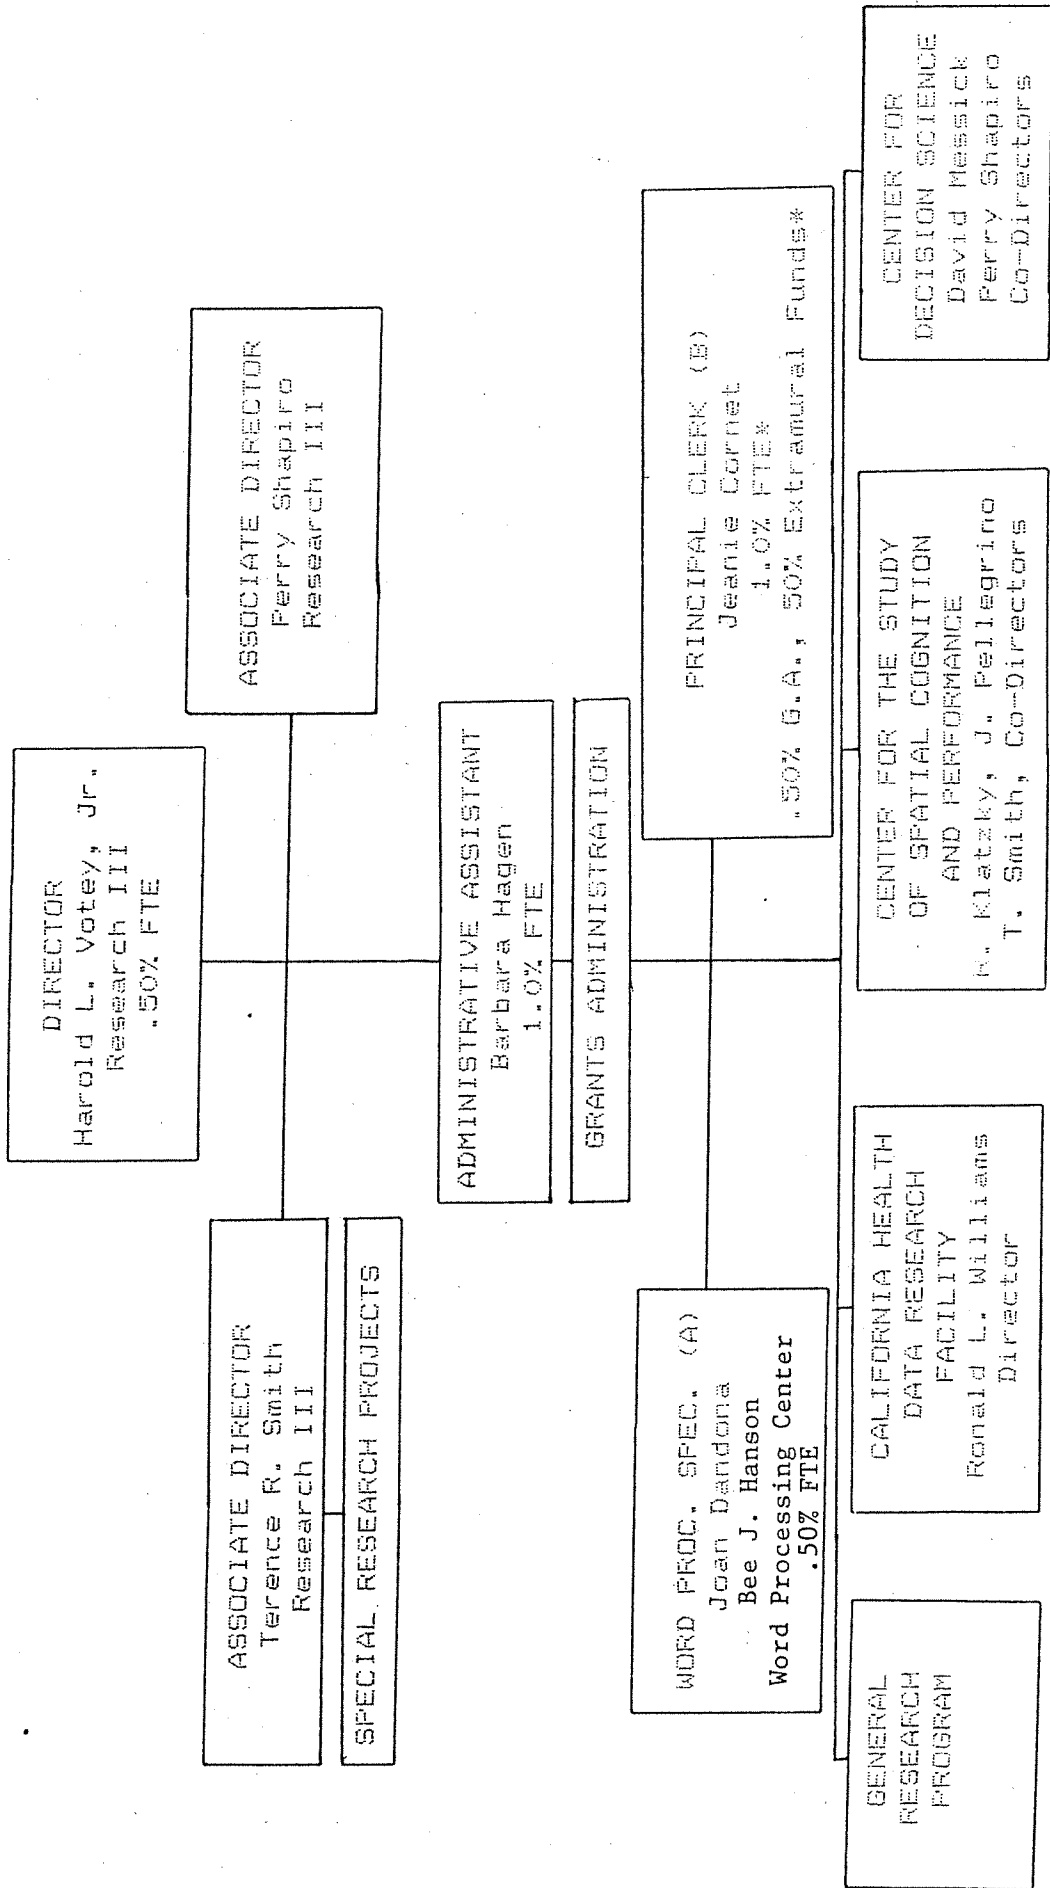 DIRECTOR
Harold L. Votey, Jr.
Research III
.50% FTE
ASSOCIATE DIRECTOR
Terence R. Smith
Research III
SPECIAL RESEARCH PROJECTS
ASSOCIATE DIRECTOR
Perry Shapiro
Research III
ADMINISTRATIVE ASSISTANT
Barbara Hagen
1.0% FTE
GRANTS ADMINISTRATION
WORD PROC. SPEC. (A)
Joan Dandona
Bee J. Hanson
Word Processing Center
.50% FTE
PRINCIPAL CLERK (B)
Jeanie Cornet
1.0% FTE*
.50% G.A., 50% Extramural Funds*
GENERAL
RESEARCH
PROGRAM
CALIFORNIA HEALTH
DATA RESEARCH
FACILITY
Ronald L. Williams
Director
CENTER FOR THE STUDY
OF SPATIAL COGNITION
AND PERFORMANCE
Klatzky, J. Pellegrino
T. Smith, Co-Directors
CENTER FOR
DECISION SCIENCE
David Messick
Perry Shapiro
Co-Directors